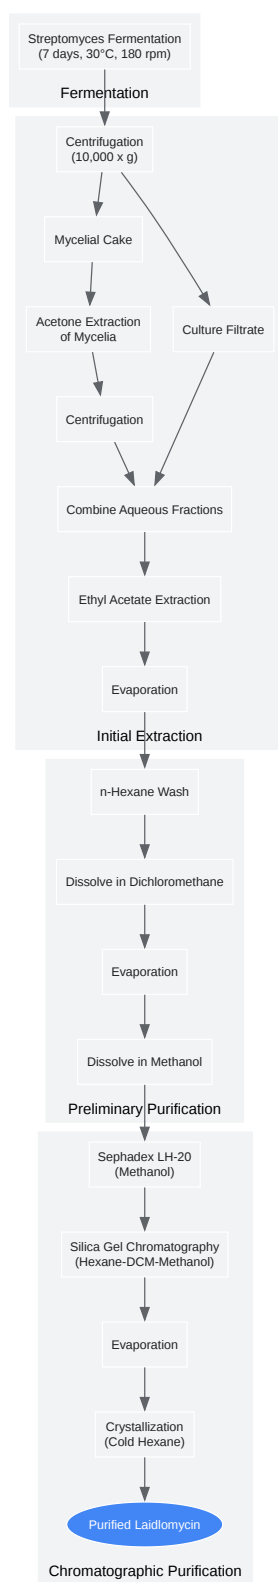 Streptomyces Fermentation
(7 days, 30°C, 180 rpm)
Fermentation
Centrifugation
(10,000 x g)
Mycelial Cake
Acetone Extraction
of Mycelia
Culture Filtrate
Centrifugation
Combine Aqueous Fractions
Ethyl Acetate Extraction
Evaporation
Initial Extraction
n-Hexane Wash
Dissolve in Dichloromethane
Evaporation
Dissolve in Methanol
Preliminary Purification
Sephadex LH-20
(Methanol)
Silica Gel Chromatography
(Hexane-DCM-Methanol)
Evaporation
Crystallization
(Cold Hexane)
Purified Laidlomycin
Chromatographic Purification